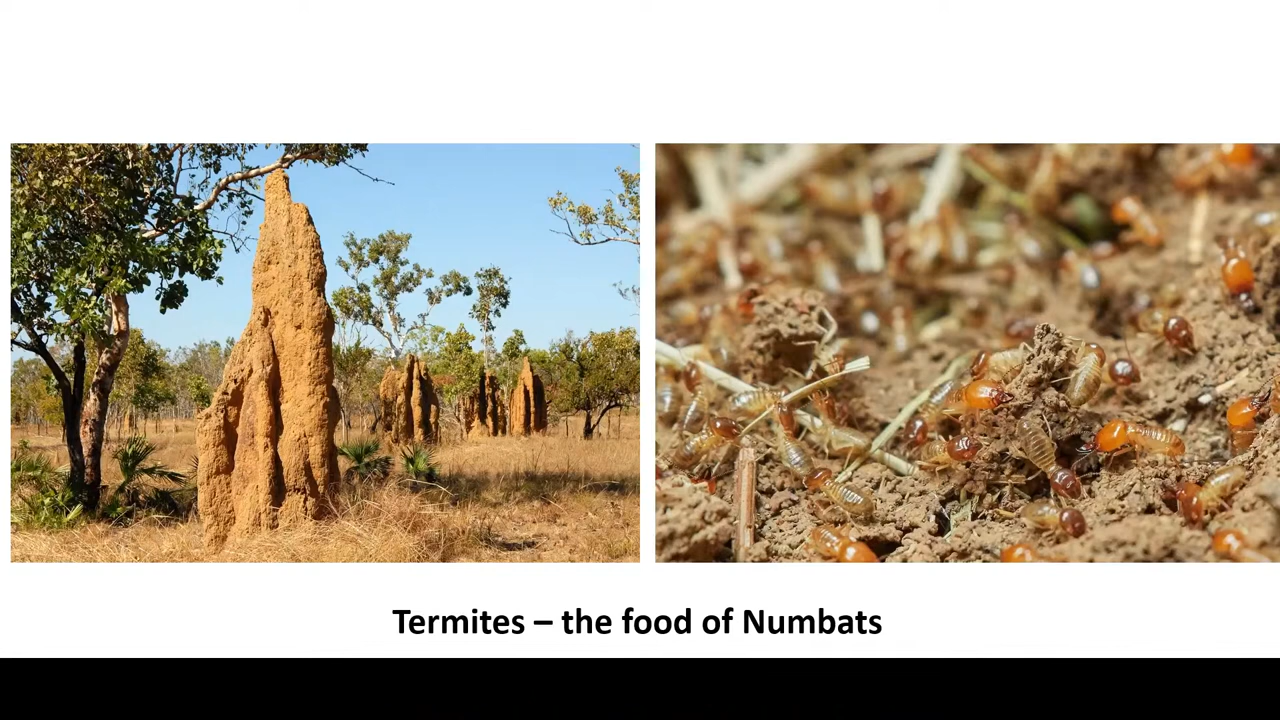 Termites – the food of Numbats